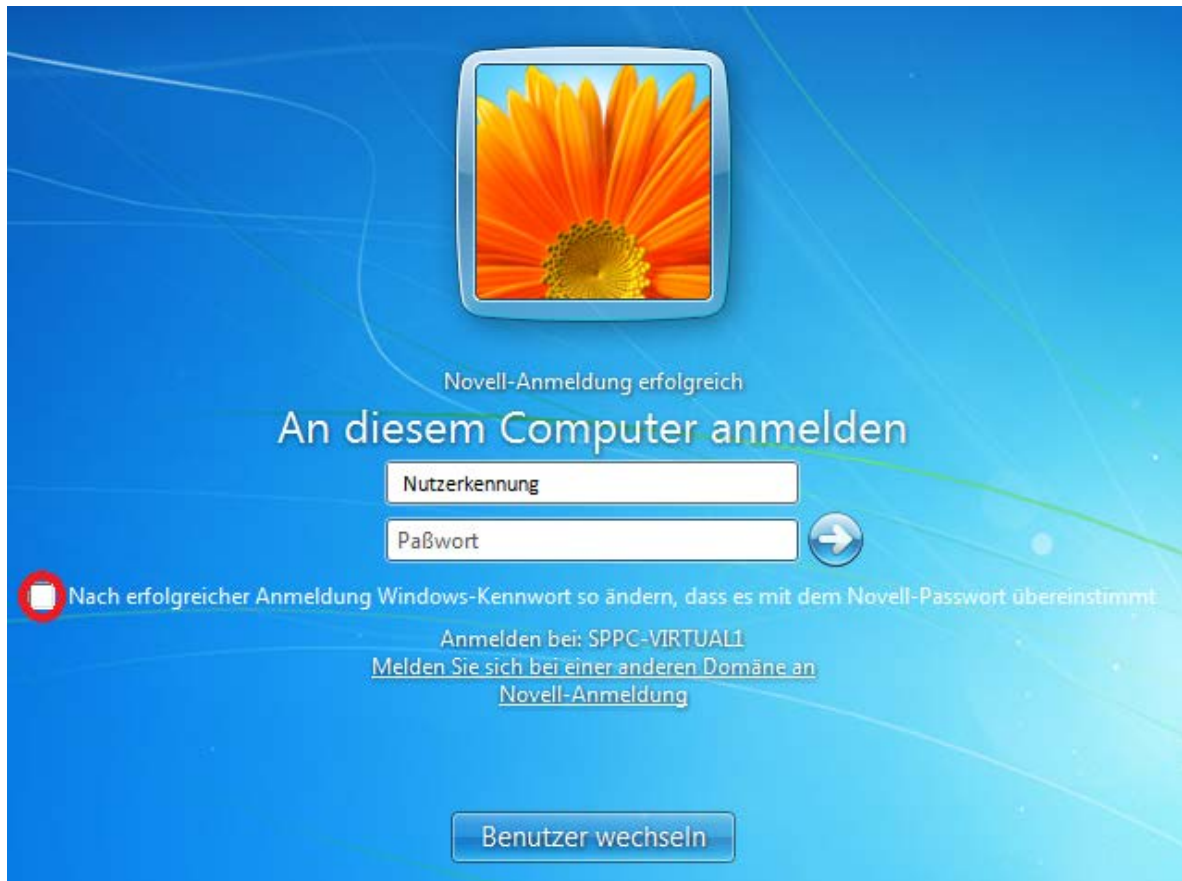 Novell-Anmeldung erfolgreich
An diesem Computer anmelden
Nutzerkennung
Paßwort
Nach erfolgreicher Anmeldung Windows-Kennwort so ändern, dass es mit dem Novell-Passwort übereinstimmt
Anmelden bei: SPPC-VIRTUAL1
Melden Sie sich bei einer anderen Domäne an
Novell-Anmeldung
Benutzer wechseln